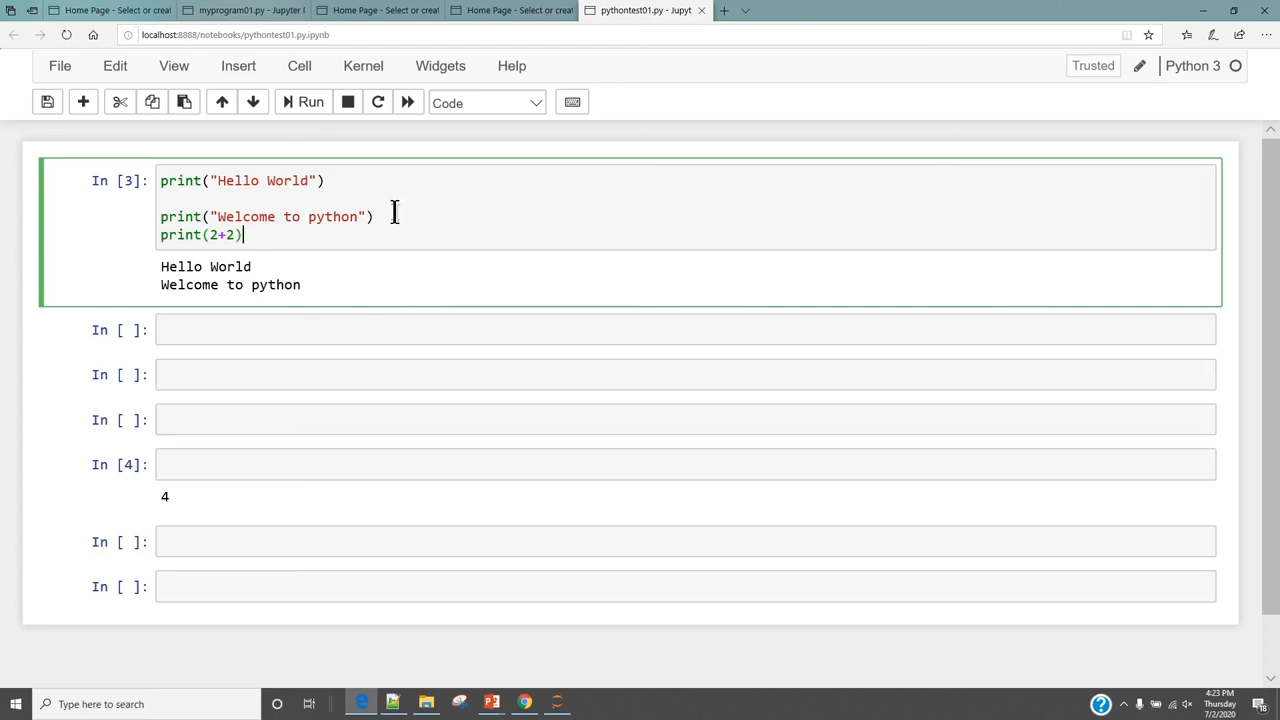 Home Page - Select or creat
myprogram01.py - Jupyter I
Home Page - Select or creat
Home Page - Select or creat
pythontest01.py - Jupyt
localhost:8888/notebooks/pythontest01.py.ipynb
File Edit View Insert Cell Kernel Widgets Help
Trusted
Python 3
Run
Code
In [3]:
print("Hello World")
print("Welcome to python")
print(2+2)
Hello World
Welcome to python
In [ ]:
In [ ]:
In [ ]:
In [4]:
4
In [ ]:
In [ ]:
Type here to search
4:23 PM
Thursday
7/2/2020